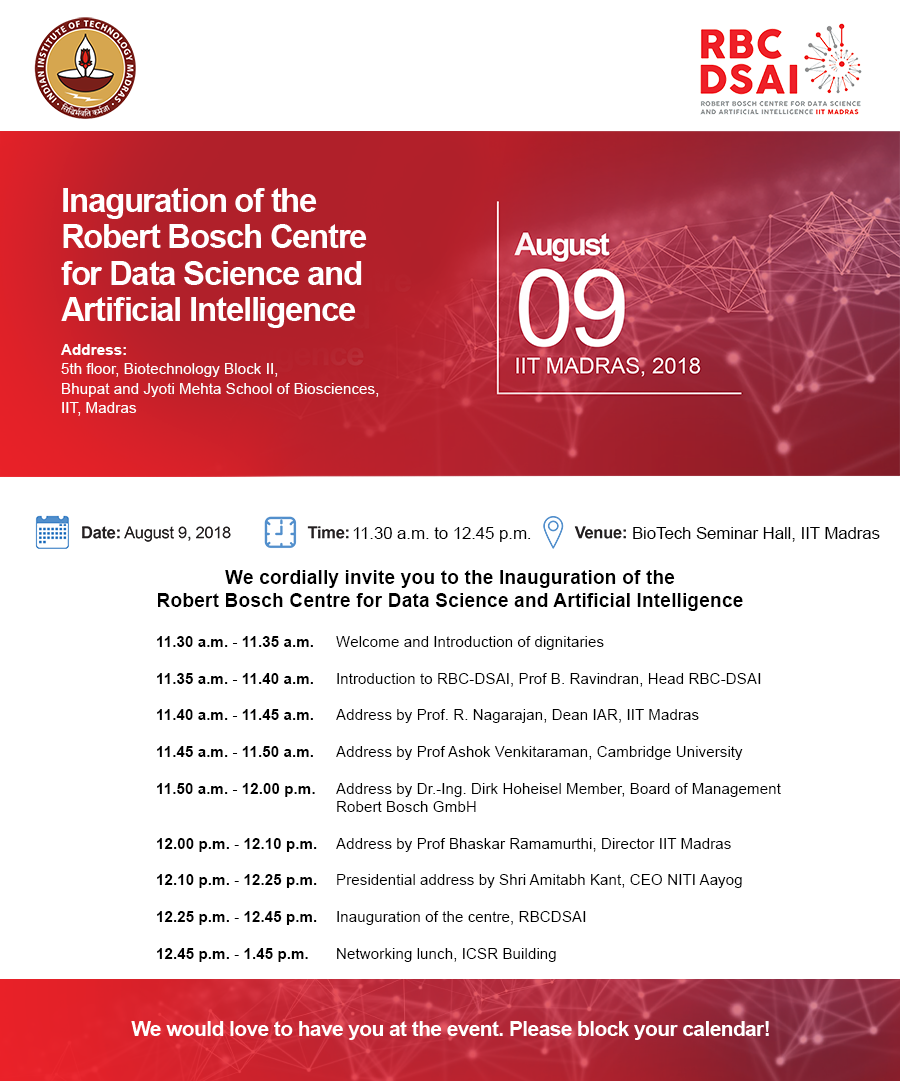 INDIAN INSTITUTE OF TECHNOLOGY MADRAS
सिद्धिर्भवति कर्मजा
RBC
DSAI
ROBERT BOSCH CENTRE FOR DATA SCIENCE
AND ARTIFICIAL INTELLIGENCE IIT MADRAS
Inaguration of the
Robert Bosch Centre
for Data Science and
Artificial Intelligence
Address:
5th floor, Biotechnology Block II,
Bhupat and Jyoti Mehta School of Biosciences,
IIT, Madras
August
09
IIT MADRAS, 2018
Date: August 9, 2018
Time: 11.30 a.m. to 12.45 p.m.
Venue: BioTech Seminar Hall, IIT Madras
We cordially invite you to the Inauguration of the
Robert Bosch Centre for Data Science and Artificial Intelligence
11.30 a.m. - 11.35 a.m. Welcome and Introduction of dignitaries
11.35 a.m. - 11.40 a.m. Introduction to RBC-DSAI, Prof B. Ravindran, Head RBC-DSAI
11.40 a.m. - 11.45 a.m. Address by Prof. R. Nagarajan, Dean IAR, IIT Madras
11.45 a.m. - 11.50 a.m. Address by Prof Ashok Venkitaraman, Cambridge University
11.50 a.m. - 12.00 p.m. Address by Dr.-Ing. Dirk Hoheisel Member, Board of Management
Robert Bosch GmbH
12.00 p.m. - 12.10 p.m. Address by Prof Bhaskar Ramamurthi, Director IIT Madras
12.10 p.m. - 12.25 p.m. Presidential address by Shri Amitabh Kant, CEO NITI Aayog
12.25 p.m. - 12.45 p.m. Inauguration of the centre, RBCDSAI
12.45 p.m. - 1.45 p.m. Networking lunch, ICSR Building
We would love to have you at the event. Please block your calendar!